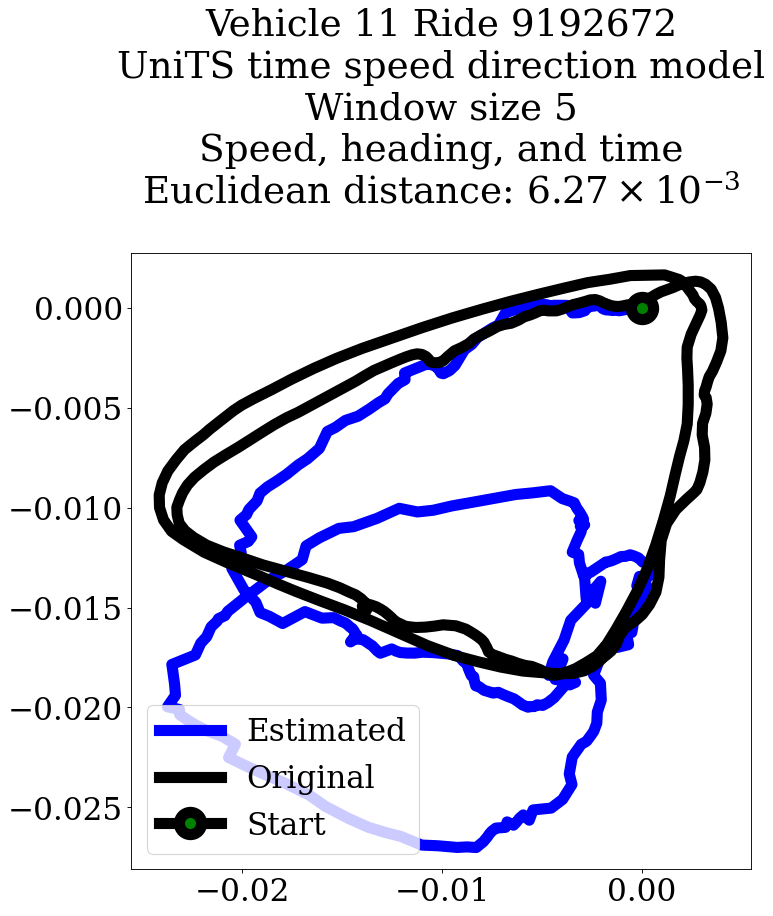 Vehicle 11 Ride 9192672
UniTS time speed direction model
Window size 5
Speed, heading, and time
Euclidean distance: 6.27 × 10⁻³
0.000
−0.005
−0.010
−0.015
−0.020
−0.025
Estimated
Original
Start
−0.02 −0.01 0.00